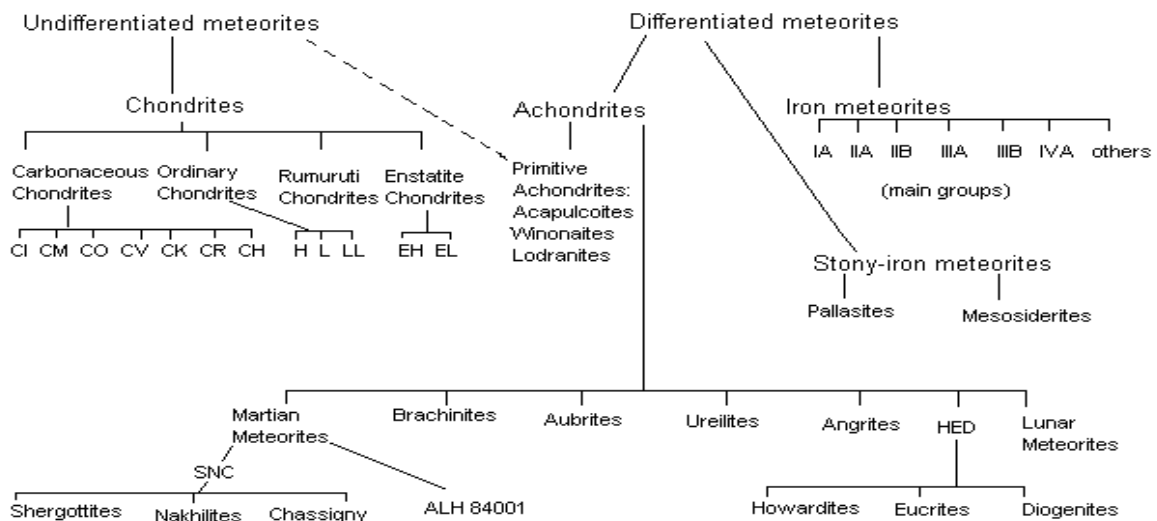 Undifferentiated meteorites
Differentiated meteorites
Chondrites
Achondrites
Iron meteorites
IA IIA IIB IIIA IIIB IVA others
(main groups)
Carbonaceous
Chondrites
Ordinary
Chondrites
Rumuruti
Chondrites
Enstatite
Chondrites
Primitive
Achondrites:
Acapulcoites
Winonaites
Lodranites
CI CM CO CV CK CR CH
H L LL
EH EL
Stony-iron meteorites
Pallasites
Mesosiderites
Martian
Meteorites
Brachinites
Aubrites
Ureilites
Angrites
HED
Lunar
Meteorites
SNC
Shergottites
Nakhilites
Chassigny
ALH 84001
Howardites
Eucrites
Diogenites